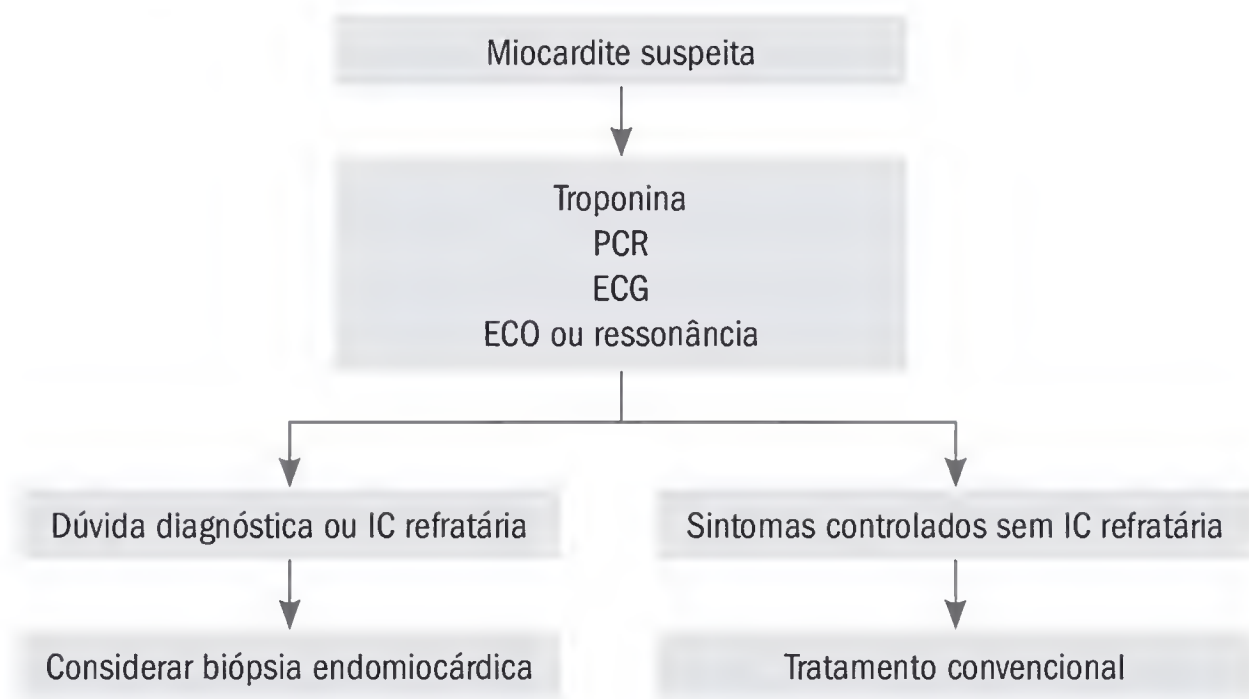 Miocardite suspeita
Troponina
PCR
ECG
ECO ou ressonância
Dúvida diagnóstica ou IC refratária
Sintomas controlados sem IC refratária
Considerar biópsia endomiocárdica
Tratamento convencional